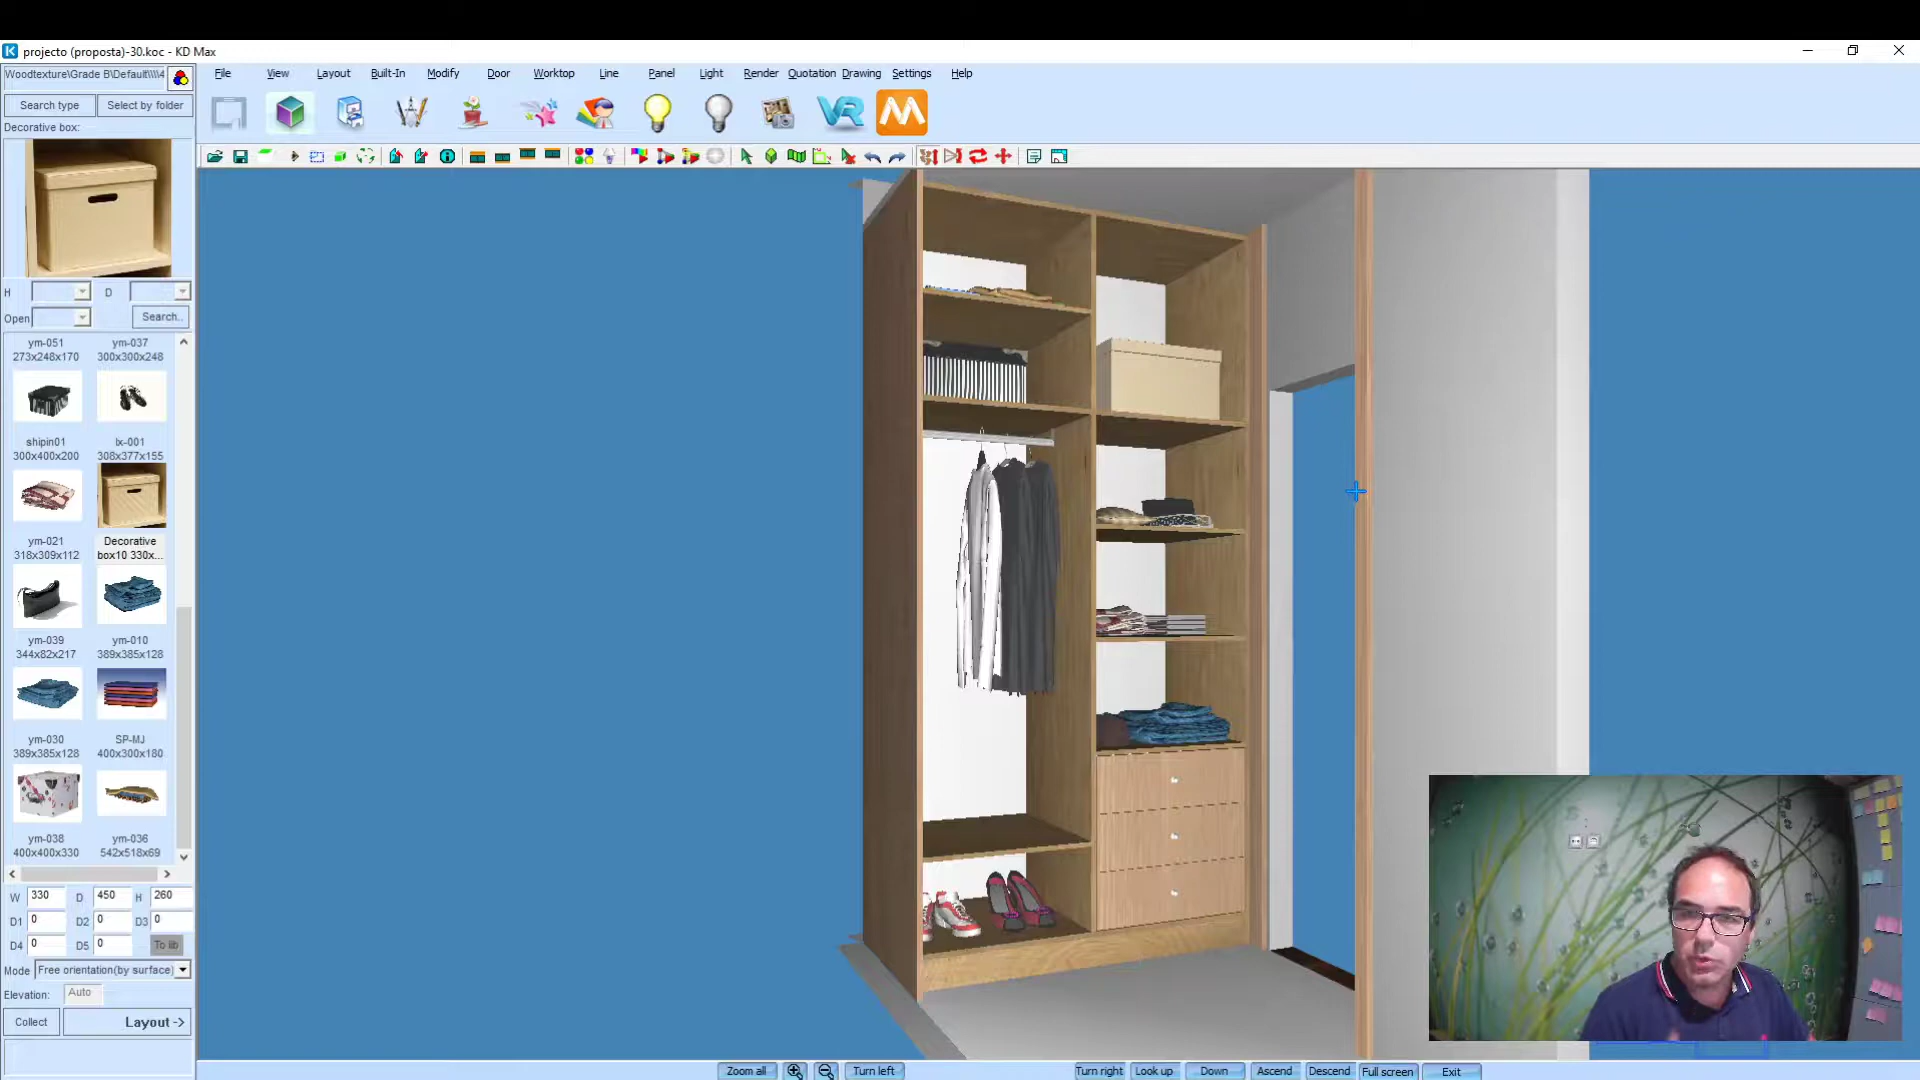 projecto (proposta)-30.koc - KD Max
Woodtexture\Grade B\Default\\\\4
File View Layout Built-In Modify Door Worktop Line Panel Light Render Quotation Drawing Settings Help
Search type Select by folder
Decorative box:
VR
H D
Open Search..
ym-051 ym-037
273x248x170 300x300x248
shipin01 lx-001
300x400x200 308x377x155
ym-021 Decorative
318x309x112 box10 330x...
ym-039 ym-010
344x82x217 389x385x128
ym-030 SP-MJ
389x385x128 400x300x180
ym-038 ym-036
400x400x330 542x518x69
W 330 D 450 H 260
D1 0 D2 0 D3 0
D4 0 D5 0 To lib
Mode Free orientation(by surface)
Elevation: Auto
Collect Layout ->
Zoom all Turn left Turn right Look up Down Ascend Descend Full screen Exit